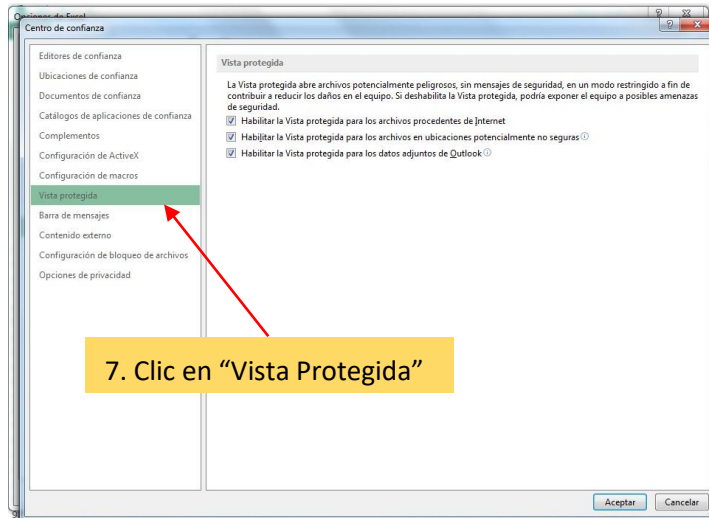 Opciones de Excel
Centro de confianza
Editores de confianza
Ubicaciones de confianza
Documentos de confianza
Catálogos de aplicaciones de confianza
Complementos
Configuración de ActiveX
Configuración de macros
Vista protegida
Barra de mensajes
Contenido externo
Configuración de bloqueo de archivos
Opciones de privacidad
Vista protegida
La Vista protegida abre archivos potencialmente peligrosos, sin mensajes de seguridad, en un modo restringido a fin de
contribuir a reducir los daños en el equipo. Si deshabilita la Vista protegida, podría exponer el equipo a posibles amenazas
de seguridad.
Habilitar la Vista protegida para los archivos procedentes de Internet
Habilitar la Vista protegida para los archivos en ubicaciones potencialmente no seguras
Habilitar la Vista protegida para los datos adjuntos de Outlook
7. Clic en “Vista Protegida”
Aceptar
Cancelar